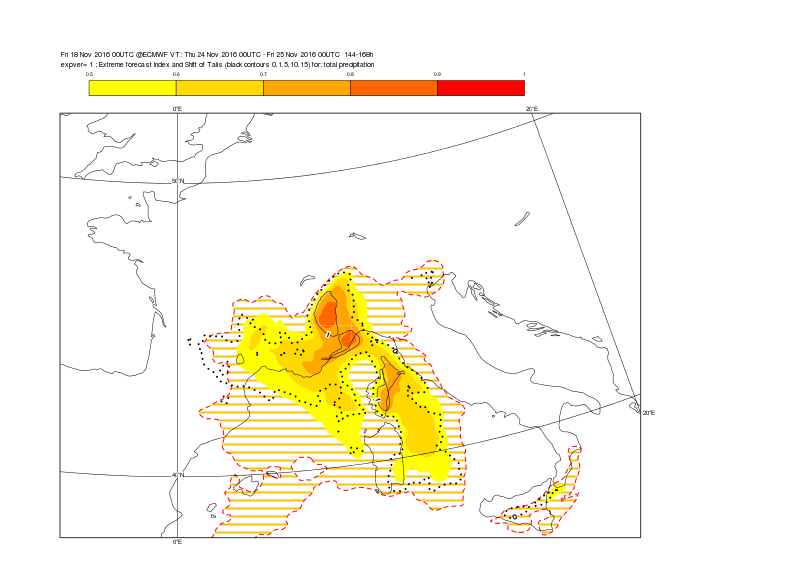 Fri 18 Nov 2016 00UTC @ECMWF VT: Thu 24 Nov 2016 00UTC - Fri 25 Nov 2016 00UTC 144-168h
expver= 1 ; Extreme forecast index and Shift of Tails (black contours 0,1,5,10,15) for: total precipitation
0.5 0.6 0.7 0.8 0.9 1
0°E 20°E
50°N
1
20°E
40°N
0
0°E